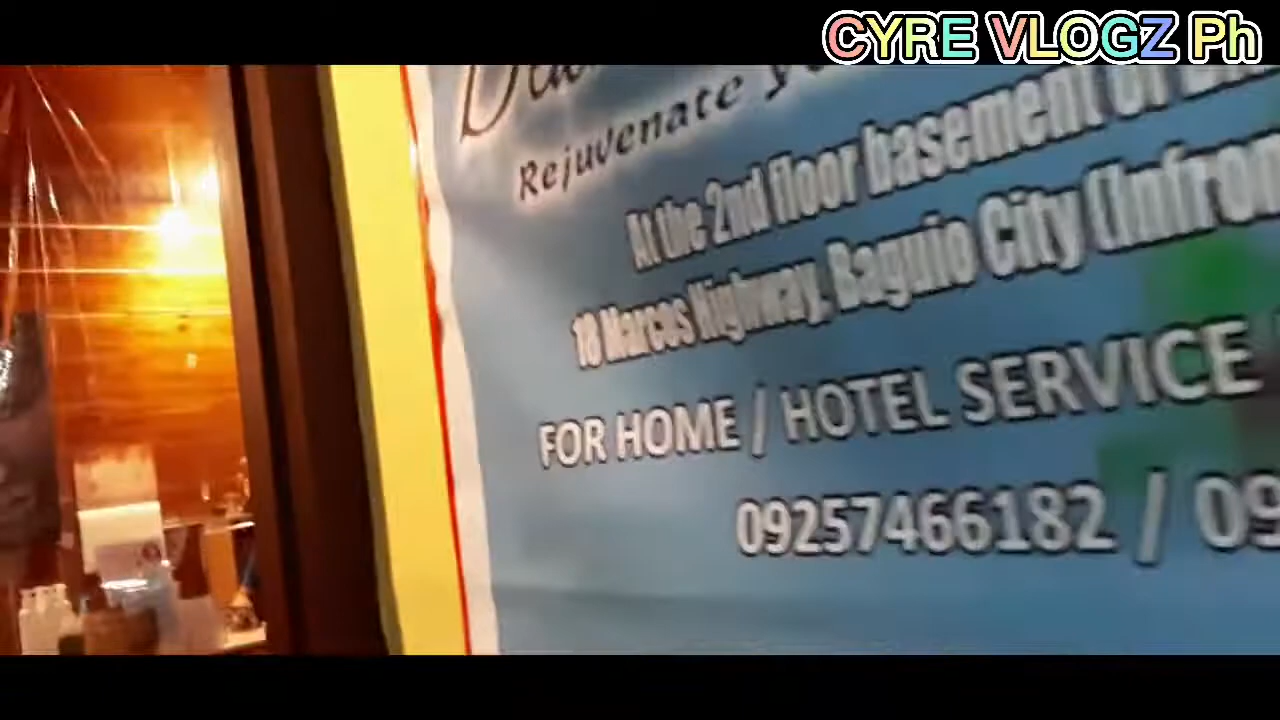 CYRE VLOGZ Ph
Rejuvenate
At the 2nd floor basement of
18 Marcos Highway, Baguio City (Infron
FOR HOME / HOTEL SERVICE
09257466182 / 09